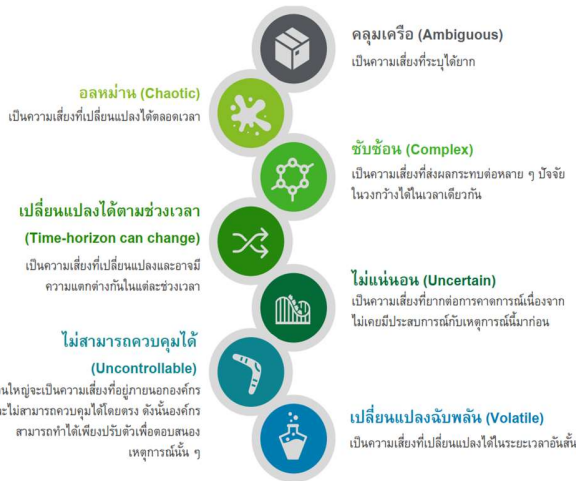 คลุมเครือ (Ambiguous)
เป็นความเสี่ยงที่ระบุได้ยาก
อลหม่าน (Chaotic)
เป็นความเสี่ยงที่เปลี่ยนแปลงได้ตลอดเวลา
ซับซ้อน (Complex)
เป็นความเสี่ยงที่ส่งผลกระทบต่อหลาย ๆ ปัจจัย
ในวงกว้างได้ในเวลาเดียวกัน
เปลี่ยนแปลงได้ตามช่วงเวลา
(Time-horizon can change)
เป็นความเสี่ยงที่เปลี่ยนแปลงและอาจมี
ความแตกต่างกันในแต่ละช่วงเวลา
ไม่แน่นอน (Uncertain)
เป็นความเสี่ยงที่ยากต่อการคาดการณ์เนื่องจาก
ไม่เคยมีประสบการณ์กับเหตุการณ์นี้มาก่อน
ไม่สามารถควบคุมได้
(Uncontrollable)
นใหญ่จะเป็นความเสี่ยงที่อยู่ภายนอกองค์กร
ะไม่สามารถควบคุมได้โดยตรง ดังนั้นองค์กร
สามารถทำได้เพียงปรับตัวเพื่อตอบสนอง
เหตุการณ์นั้น ๆ
เปลี่ยนแปลงฉับพลัน (Volatile)
เป็นความเสี่ยงที่เปลี่ยนแปลงได้ในระยะเวลาอันสั้น